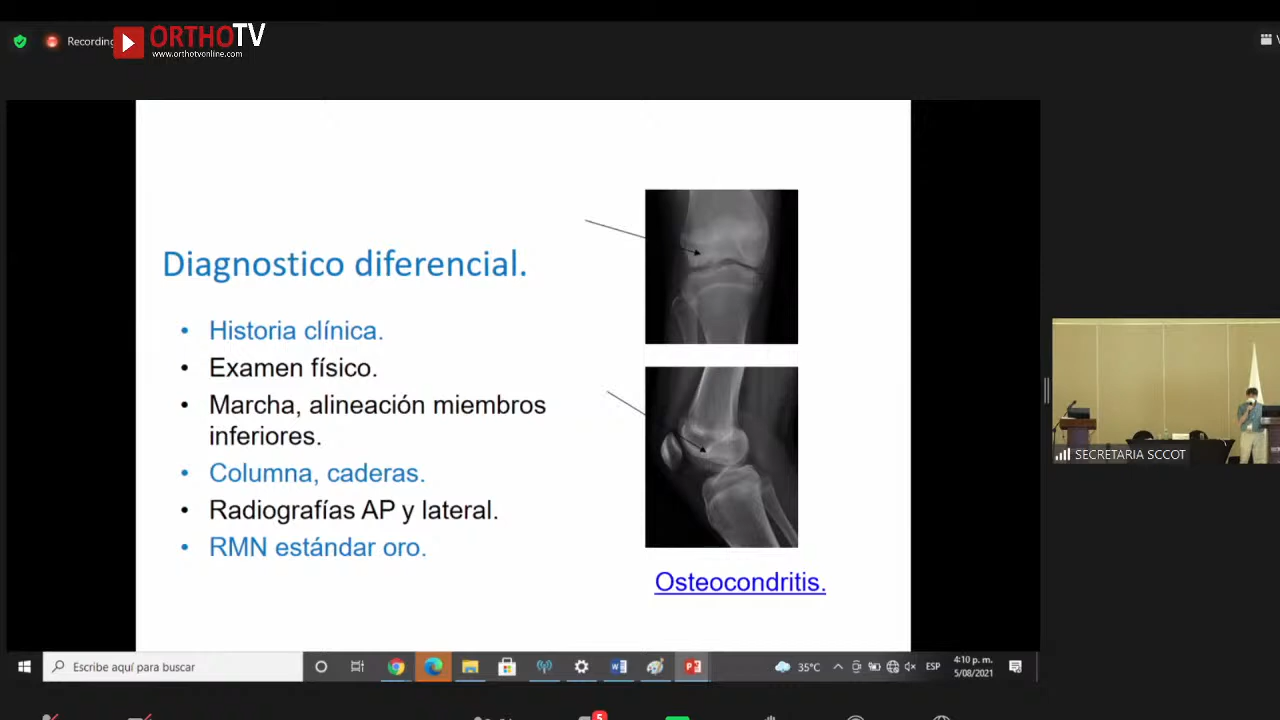 Recording
ORTHOTV
www.orthotvonline.com
Diagnostico diferencial.
• Historia clínica.
• Examen físico.
• Marcha, alineación miembros
inferiores.
• Columna, caderas.
• Radiografías AP y lateral.
• RMN estándar oro.
Osteocondritis.
SECRETARIA SCCOT
Escribe aquí para buscar
35°C
ESP
4:10 p. m.
5/08/2021
5